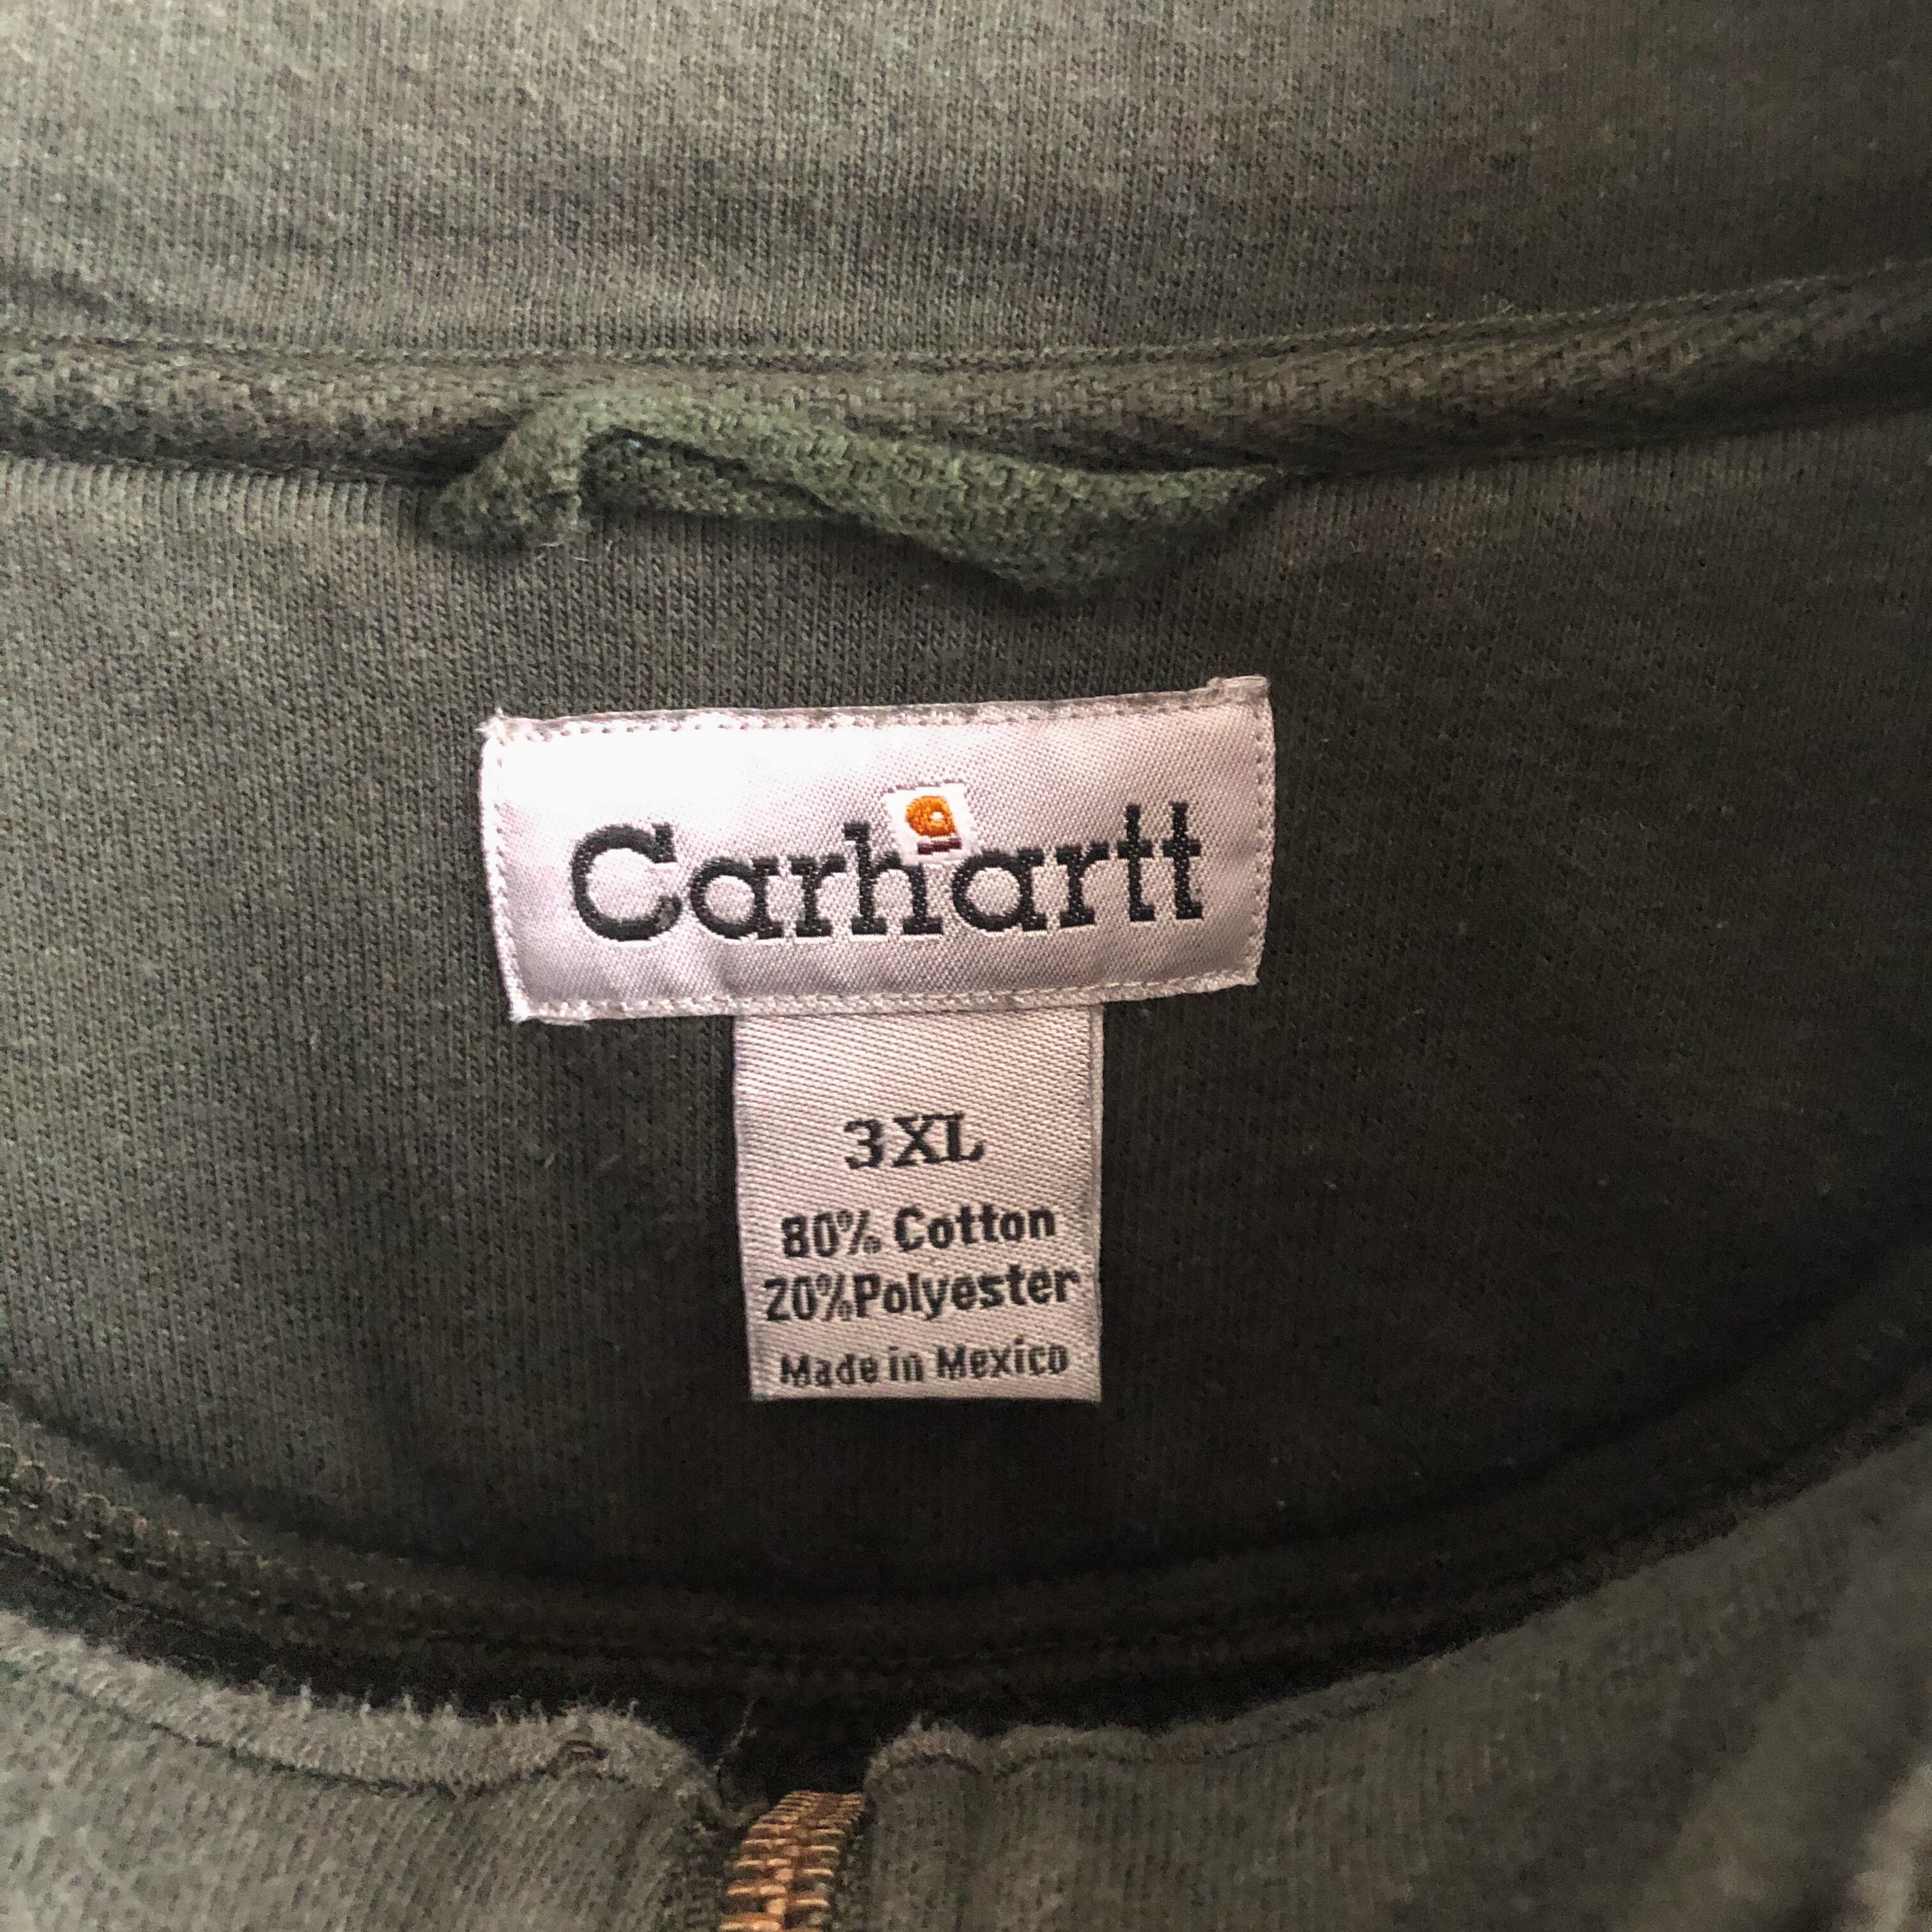 Carhartt
3XL
80% Cotton
20% Polyester
Made in Mexico